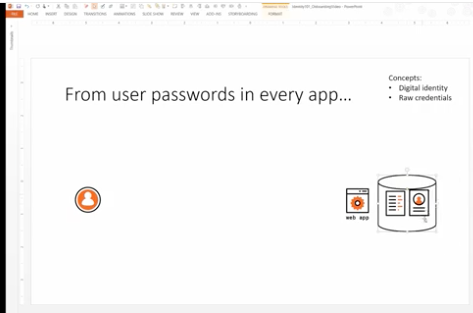 FILE HOME INSERT DESIGN TRANSITIONS ANIMATIONS SLIDE SHOW REVIEW VIEW ADD-INS STORYBOARDING FORMAT
From user passwords in every app...
Concepts:
• Digital identity
• Raw credentials
web app